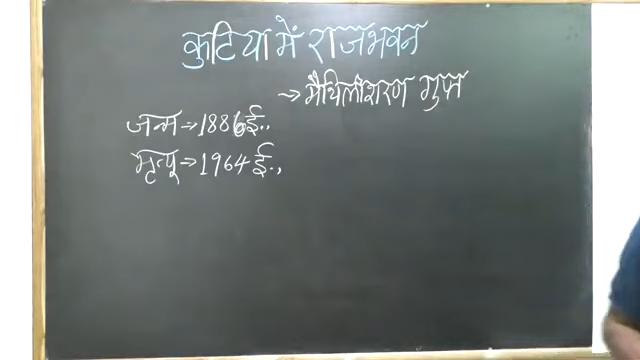 कुटिया में राजभवन
→ मैथिलीशरण गुप्त
जन्म → 1886 ई.,
मृत्यू → 1964 ई.,